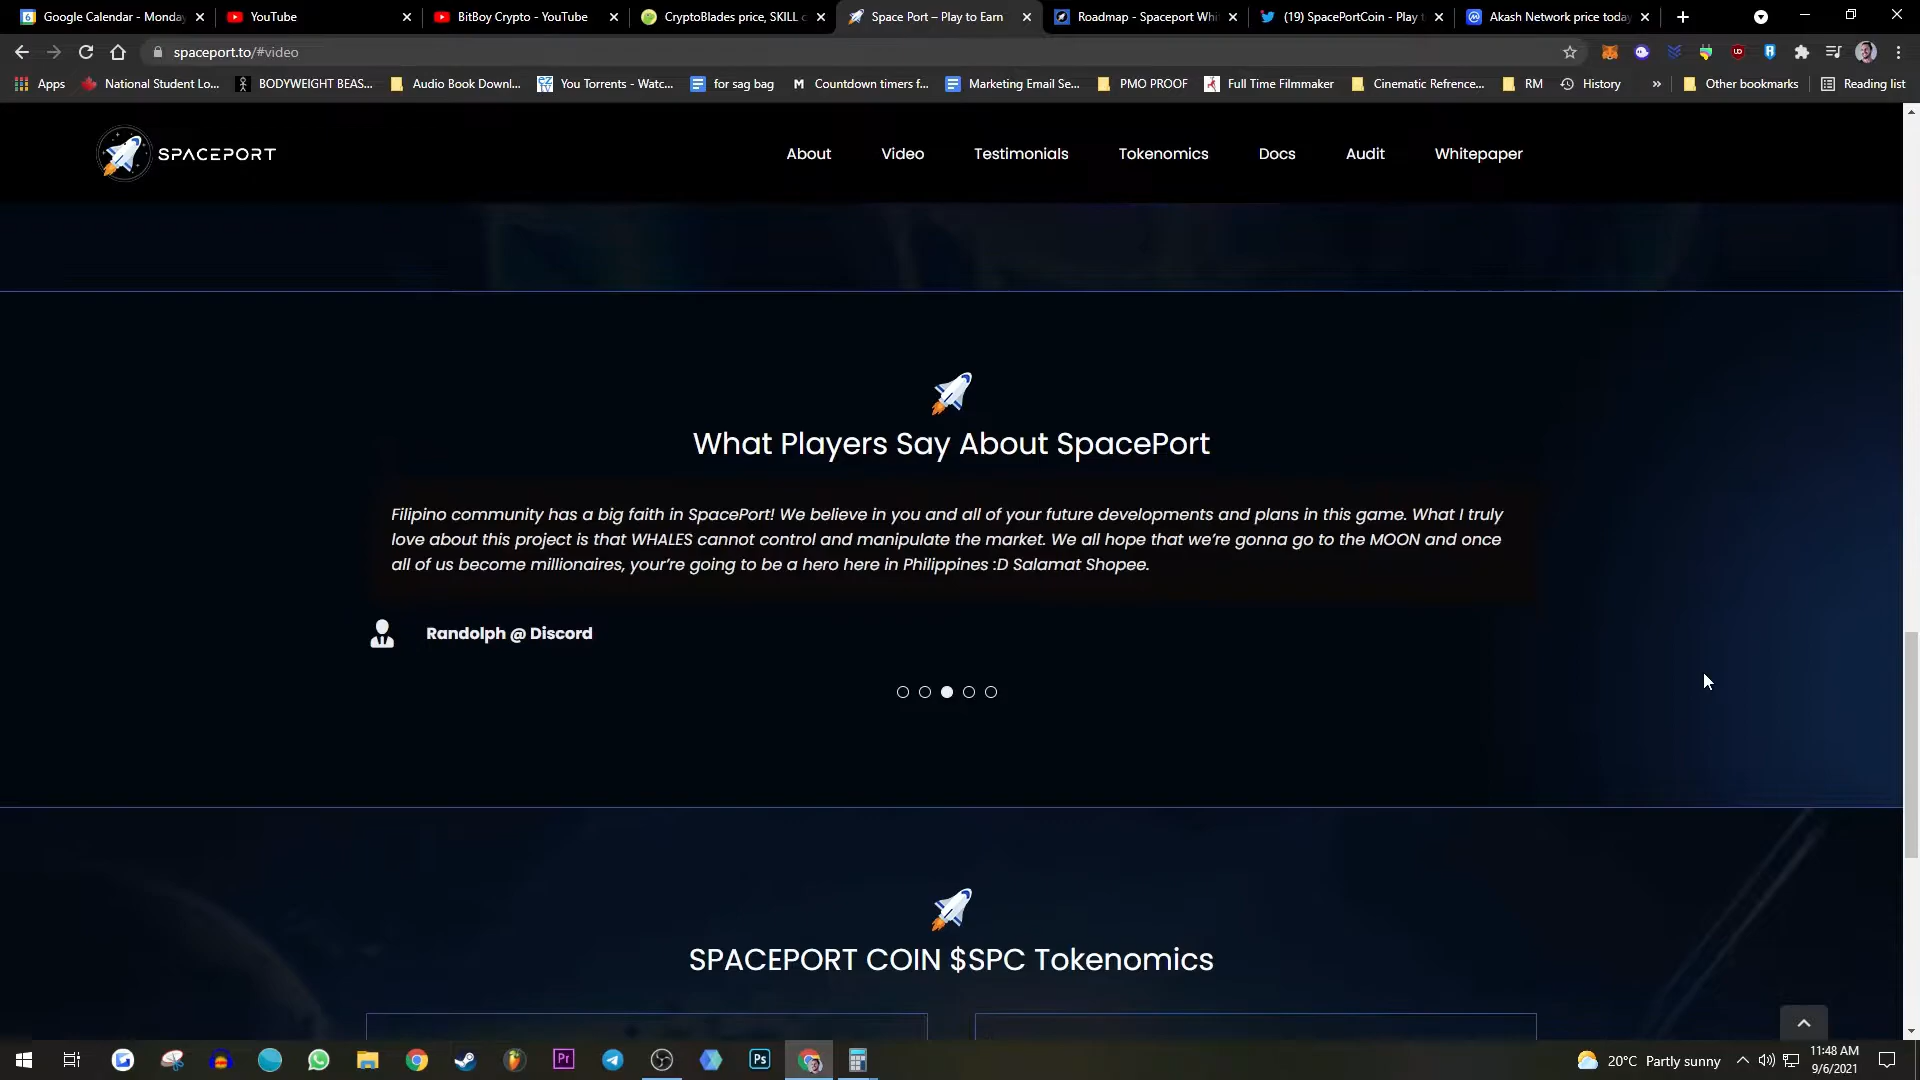 Google Calendar - Monday
YouTube
BitBoy Crypto - YouTube
CryptoBlades price, SKILL c
Space Port – Play to Earn
Roadmap - Spaceport Whi
(19) SpacePortCoin - Play t
Akash Network price today
spaceport.to/#video
Apps
National Student Lo...
BODYWEIGHT BEAS...
Audio Book Downl...
You Torrents - Watc...
for sag bag
M Countdown timers f...
Marketing Email Se...
PMO PROOF
Full Time Filmmaker
Cinematic Refrence...
RM
History
»
Other bookmarks
Reading list
SPACEPORT
About
Video
Testimonials
Tokenomics
Docs
Audit
Whitepaper
What Players Say About SpacePort
Filipino community has a big faith in SpacePort! We believe in you and all of your future developments and plans in this game. What I truly
love about this project is that WHALES cannot control and manipulate the market. We all hope that we’re gonna go to the MOON and once
all of us become millionaires, your’re going to be a hero here in Philippines :D Salamat Shopee.
Randolph @ Discord
SPACEPORT COIN $SPC Tokenomics
Pr
Ps
20°C Partly sunny
11:48 AM
9/6/2021